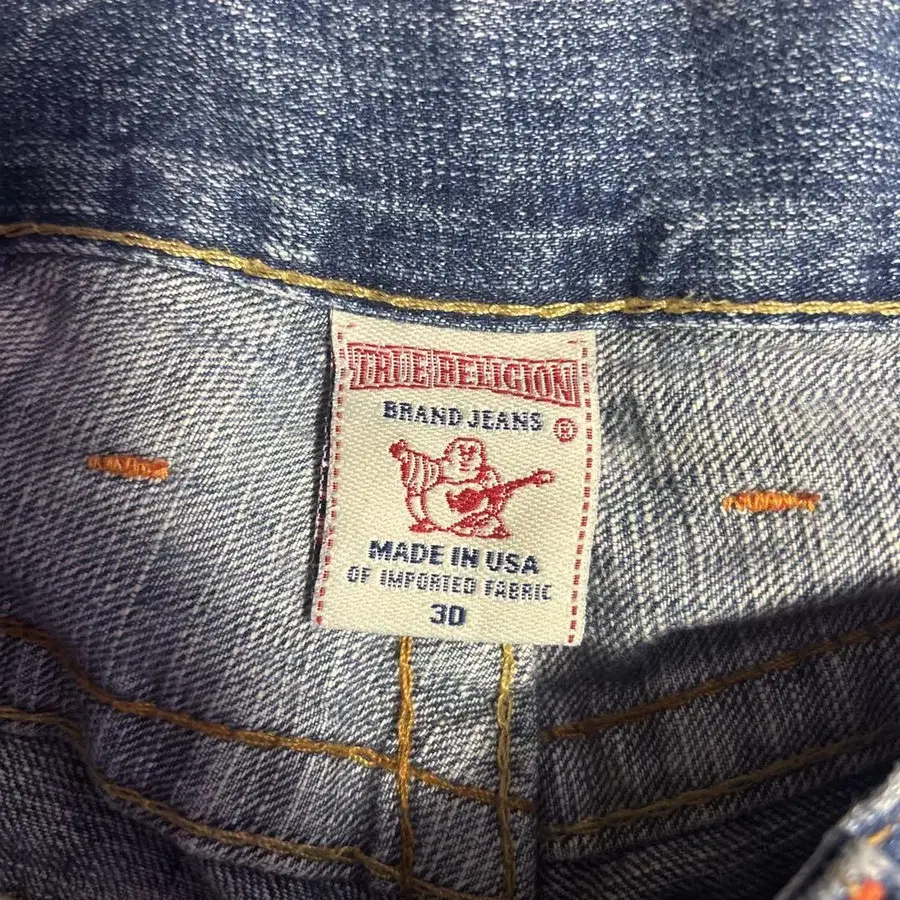 TRUE RELIGION
BRAND JEANS ®
MADE IN USA
OF IMPORTED FABRIC
30